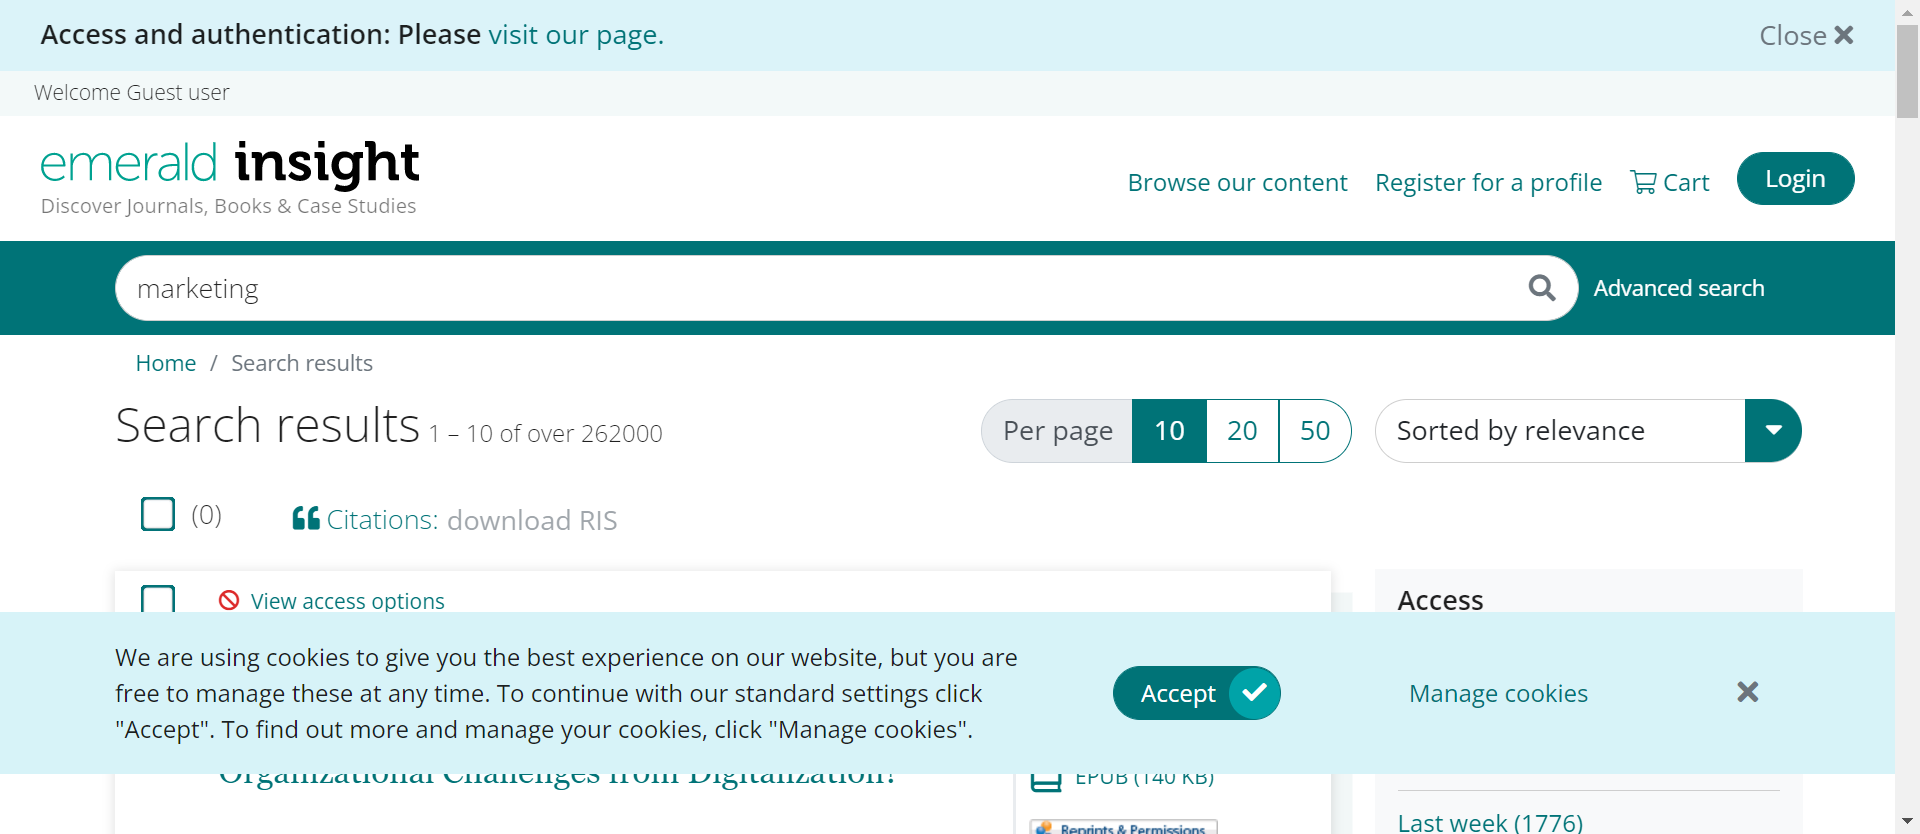 Access and authentication: Please visit our page.
Close
Welcome Guest user
emerald insight
Discover Journals, Books & Case Studies
Browse our content
Register for a profile
Cart
Login
marketing
Advanced search
Home / Search results
Search results 1 – 10 of over 262000
Per page 10 20 50
Sorted by relevance
(0)
Citations: download RIS
View access options
Access
We are using cookies to give you the best experience on our website, but you are
free to manage these at any time. To continue with our standard settings click
"Accept". To find out more and manage your cookies, click "Manage cookies".
Accept
Manage cookies
Organizational Challenges from Digitalization?
EPUB (140 KB)
Reprints & Permissions
Last week (1776)